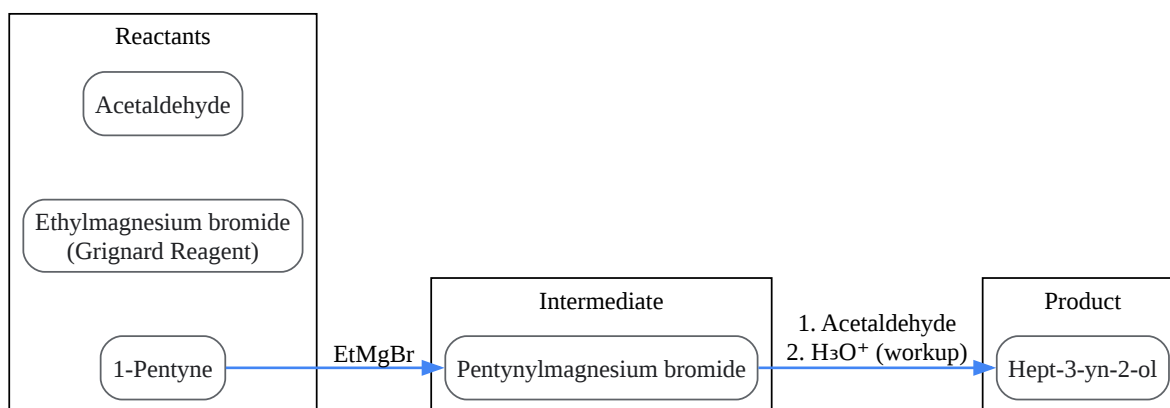 Reactants
Acetaldehyde
Ethylmagnesium bromide
(Grignard Reagent)
1-Pentyne
EtMgBr
Intermediate
Pentynylmagnesium bromide
1. Acetaldehyde
2. H₃O⁺ (workup)
Product
Hept-3-yn-2-ol